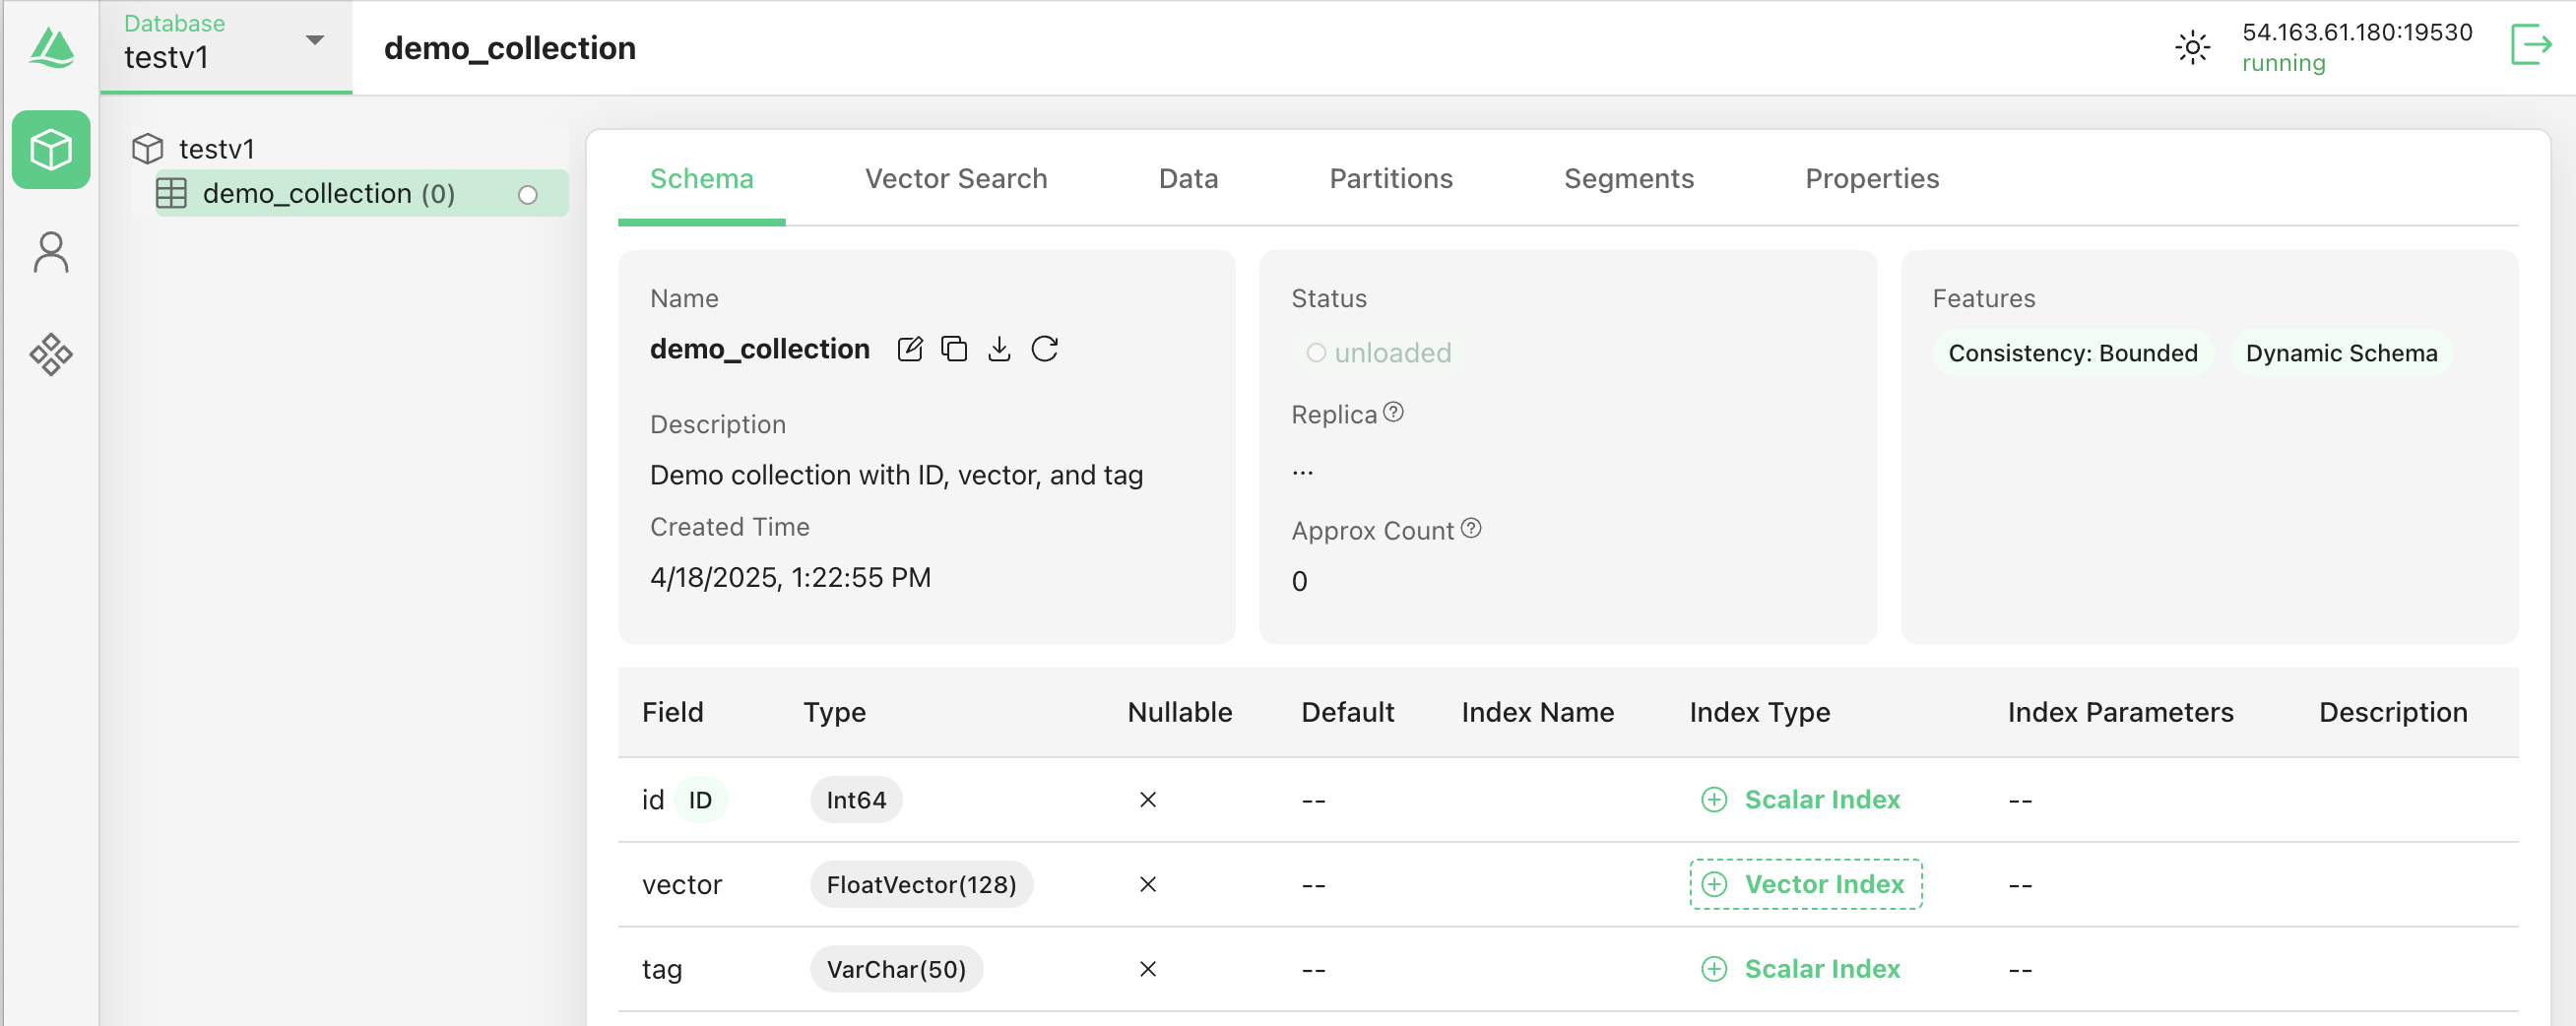 Database
testv1
demo_collection
54.163.61.180:19530
running
testv1
demo_collection (0)
Schema Vector Search Data Partitions Segments Properties
Name
demo_collection
Description
Demo collection with ID, vector, and tag
Created Time
4/18/2025, 1:22:55 PM
Status
unloaded
Replica ?
...
Approx Count ?
0
Features
Consistency: Bounded Dynamic Schema
Field Type Nullable Default Index Name Index Type Index Parameters Description
id ID Int64 -- Scalar Index --
vector FloatVector(128) -- Vector Index --
tag VarChar(50) -- Scalar Index --